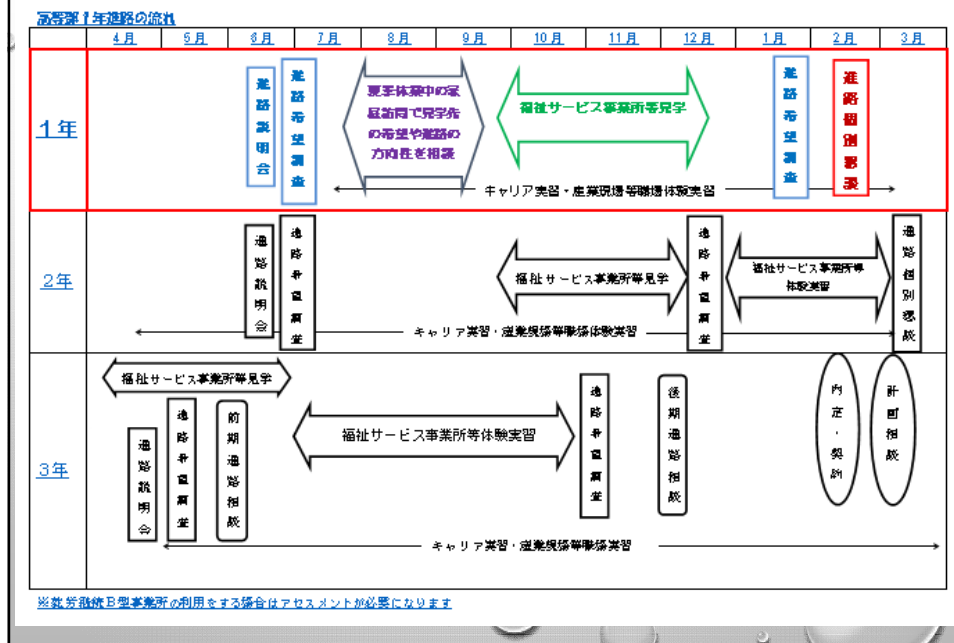 高等部1年進路の流れ
4月 5月 6月 7月 8月 9月 10月 11月 12月 1月 2月 3月
1年
進路説明会
進路希望調査
夏季休業中の家
庭訪問で見学先
の希望や進路の
方向性を相談
福祉サービス事業所等見学
進路希望調査
進路個別懇談
キャリア実習・産業現場等職場体験実習
2年
進路説明会
進路希望調査
福祉サービス事業所等見学
進路希望調査
福祉サービス事業所等
体験実習
進路個別懇談
キャリア実習・産業現場等職場体験実習
3年
福祉サービス事業所等見学
進路説明会
進路希望調査
前期進路相談
福祉サービス事業所等体験実習
進路希望調査
後期進路相談
内定・契約
計画相談
キャリア実習・産業現場等職場実習
※就労継続B型事業所の利用をする場合はアセスメントが必要になります